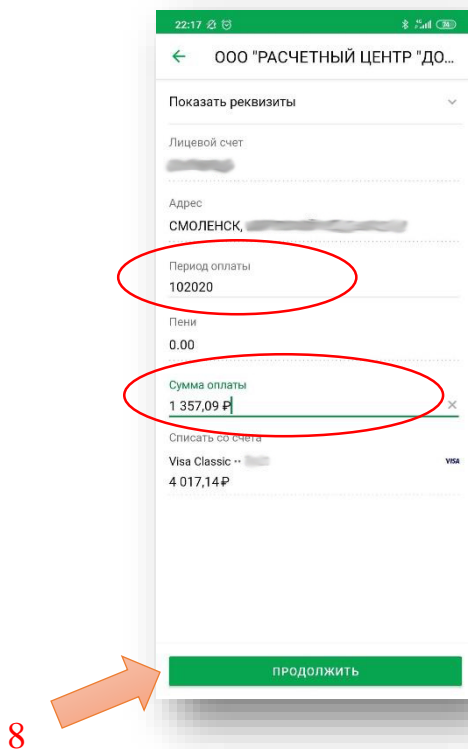 22:17 4G 74
ООО "РАСЧЕТНЫЙ ЦЕНТР "ДО...
Показать реквизиты
Лицевой счет
Адрес
СМОЛЕНСК,
Период оплаты
102020
Пени
0.00
Сумма оплаты
1 357,09 ₽
Списать со счета
Visa Classic ·· VISA
4 017,14 ₽
ПРОДОЛЖИТЬ
8